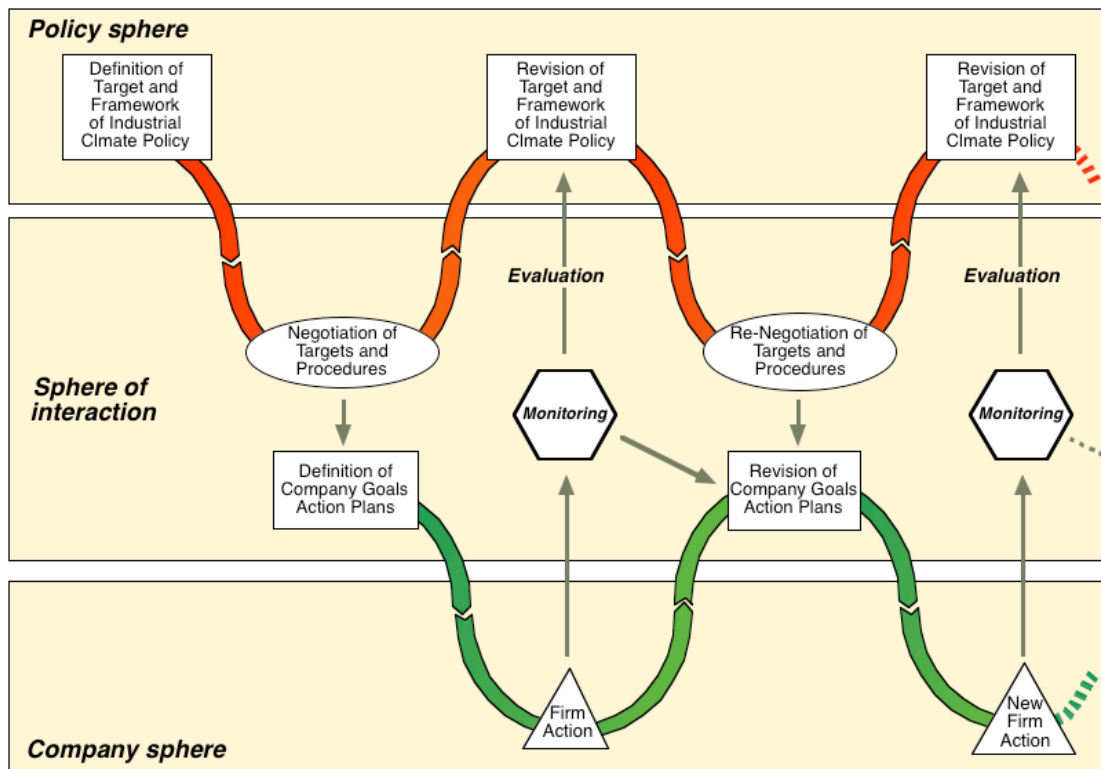 Policy sphere
Definition of
Target and
Framework
of Industrial
Clmate Policy
Revision of
Target and
Framework
of Industrial
Clmate Policy
Revision of
Target and
Framework
of Industrial
Clmate Policy
Evaluation
Evaluation
Negotiation of
Targets and
Procedures
Re-Negotiation of
Targets and
Procedures
Sphere of
interaction
Monitoring
Monitoring
Definition of
Company Goals
Action Plans
Revision of
Company Goals
Action Plans
Firm
Action
New
Firm
Action
Company sphere